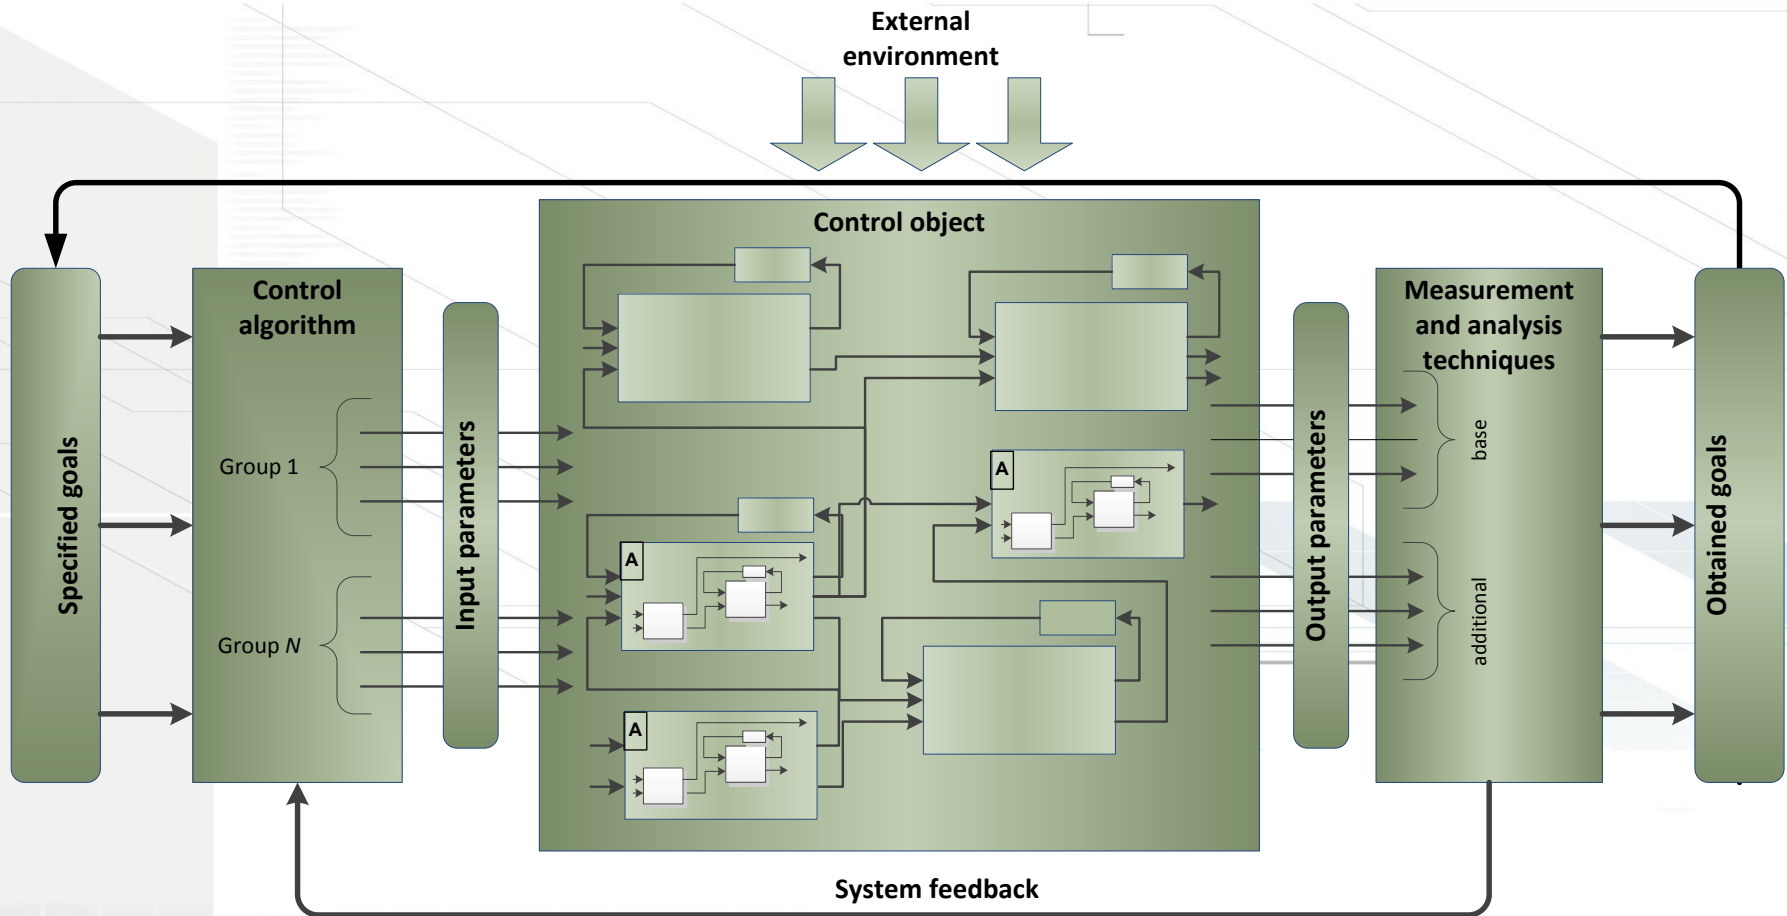 External
environment
Control object
Specified goals
Control
algorithm
Group 1
Group N
Input parameters
A
A
A
Output parameters
Measurement
and analysis
techniques
base
additional
Obtained goals
System feedback